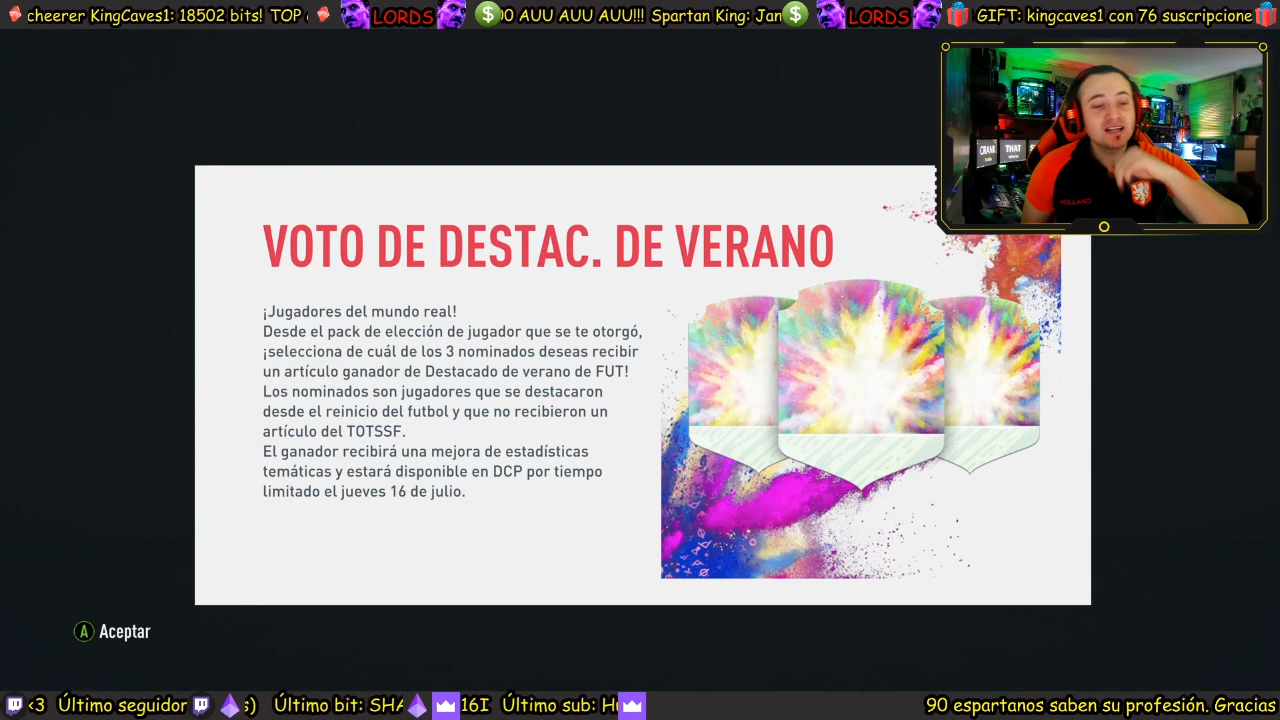 cheerer KingCaves1: 18502 bits! TOP
LORDS
00 AUU AUU AUU!!! Spartan King: Jan
LORDS
GIFT: kingcaves1 con 76 suscripcione
THAT
HOLLAND
VOTO DE DESTAC. DE VERANO
¡Jugadores del mundo real!
Desde el pack de elección de jugador que se te otorgó,
¡selecciona de cuál de los 3 nominados deseas recibir
un artículo ganador de Destacado de verano de FUT!
Los nominados son jugadores que se destacaron
desde el reinicio del futbol y que no recibieron un
artículo del TOTSSF.
El ganador recibirá una mejora de estadísticas
temáticas y estará disponible en DCP por tiempo
limitado el jueves 16 de julio.
A Aceptar
<3 Último seguidor
s) Último bit: SHA
16I Último sub: H
90 espartanos saben su profesión. Gracias